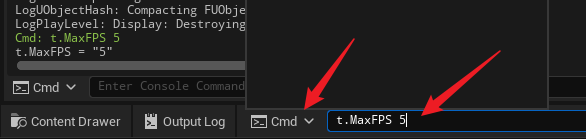 LogUObjectHash: Compacting FUObje
LogPlayLevel: Display: Destroying
Cmd: t.MaxFPS 5
t.MaxFPS = "5"
Cmd Enter Console Command
Content Drawer Output Log Cmd t.MaxFPS 5